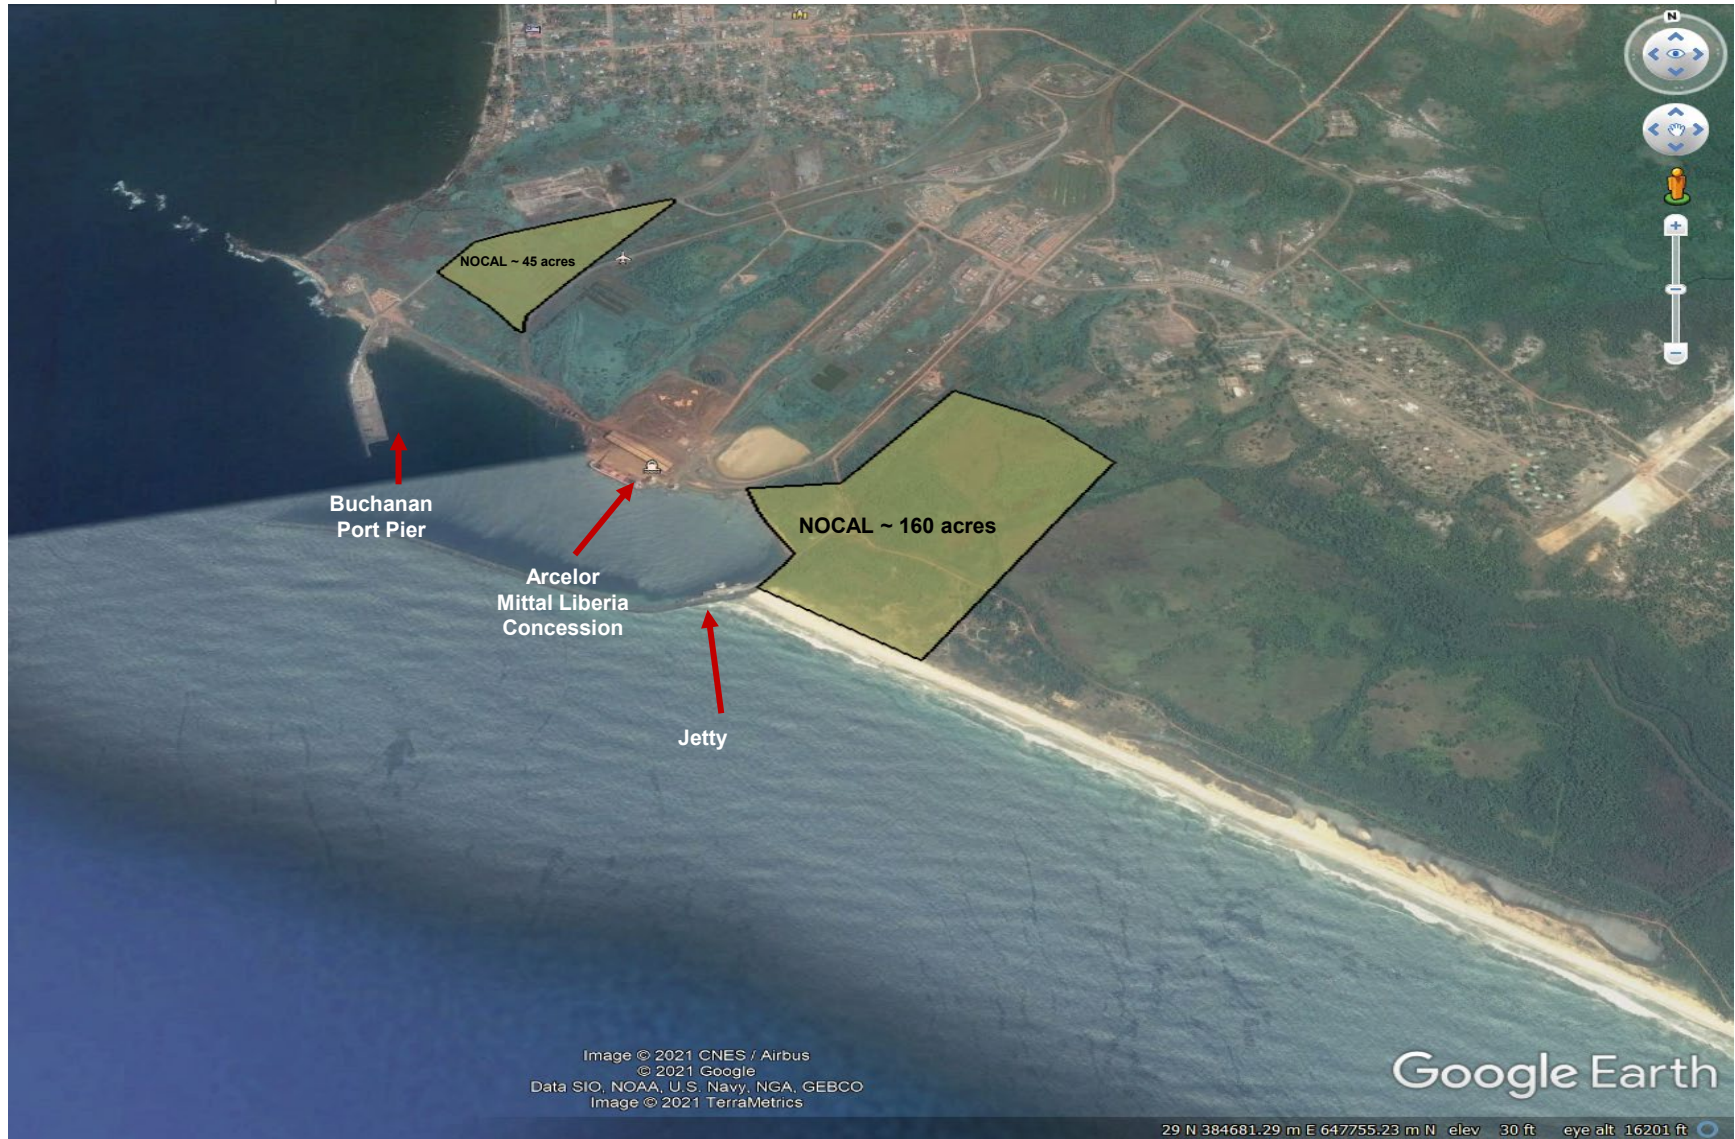 N
NOCAL ~ 45 acres
Buchanan
Port Pier
NOCAL ~ 160 acres
Arcelor
Mittal Liberia
Concession
Jetty
Image © 2021 CNES / Airbus
© 2021 Google
Data SIO, NOAA, U.S. Navy, NGA, GEBCO
Image © 2021 TerraMetrics
Google Earth
29 N 384681.29 m E 647755.23 m N elev 30 ft eye alt 16201 ft